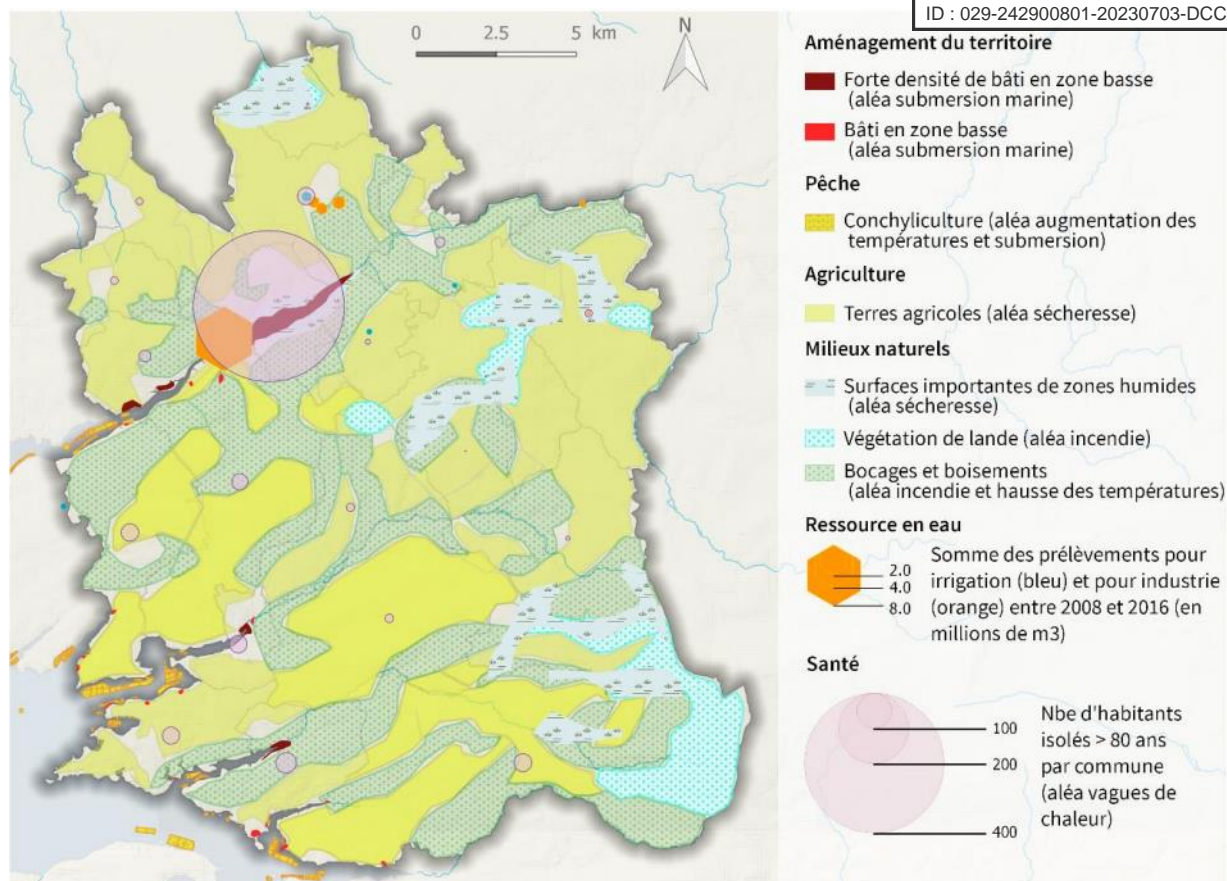 ID : 029-242900801-20230703-DCC
0 2.5 5 km
N
Aménagement du territoire
Forte densité de bâti en zone basse
(aléa submersion marine)
Bâti en zone basse
(aléa submersion marine)
Pêche
Conchyliculture (aléa augmentation des
températures et submersion)
Agriculture
Terres agricoles (aléa sécheresse)
Milieux naturels
Surfaces importantes de zones humides
(aléa sécheresse)
Végétation de lande (aléa incendie)
Bocages et boisements
(aléa incendie et hausse des températures)
Ressource en eau
2.0
4.0
8.0
Somme des prélèvements pour
irrigation (bleu) et pour industrie
(orange) entre 2008 et 2016 (en
millions de m3)
Santé
100
200
400
Nbe d'habitants
isolés > 80 ans
par commune
(aléa vagues de
chaleur)